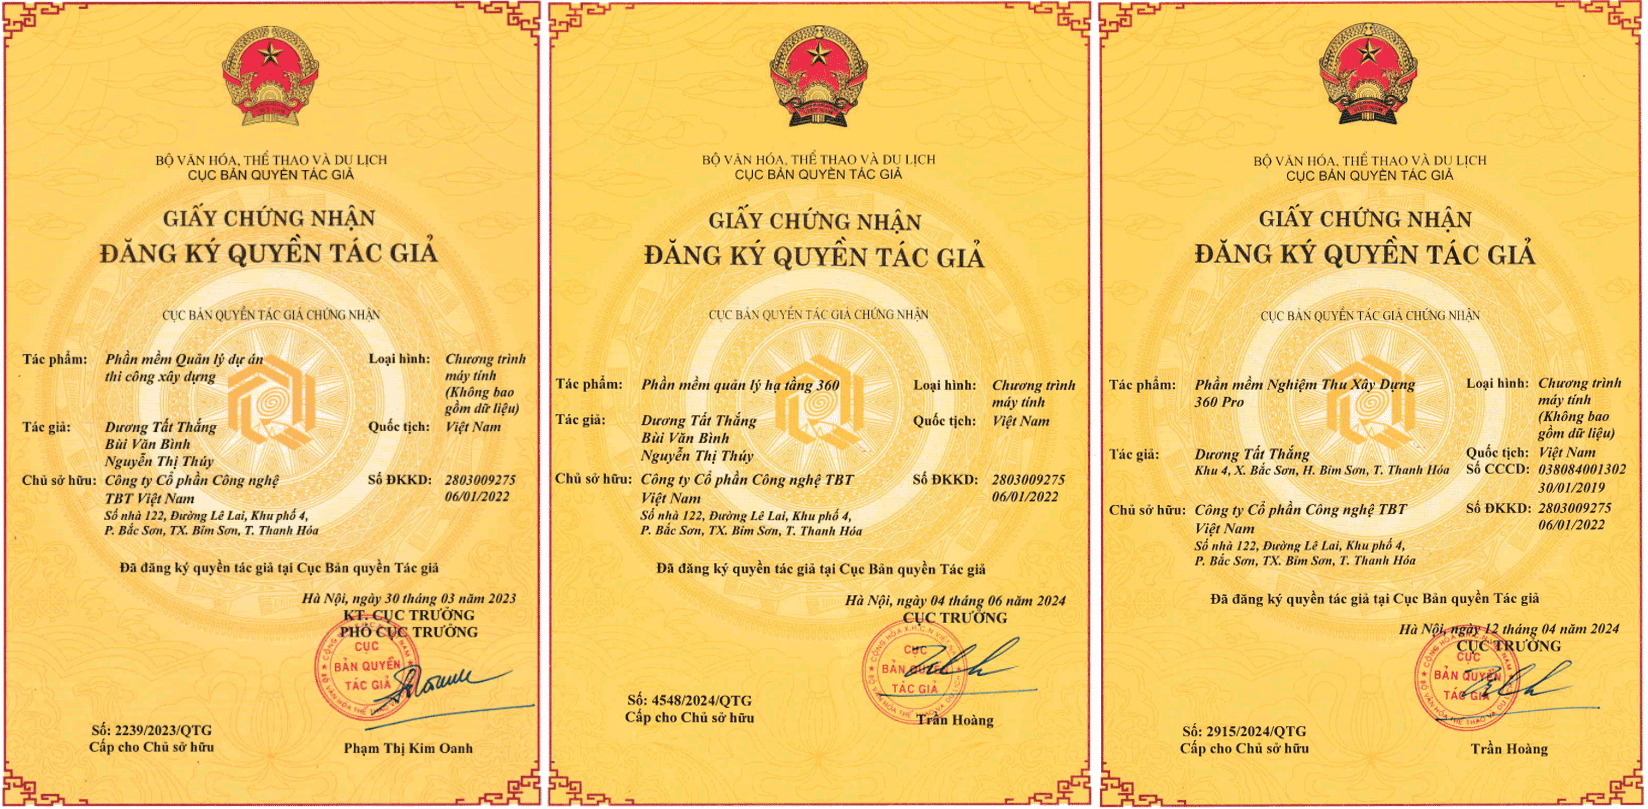 BỘ VĂN HÓA, THỂ THAO VÀ DU LỊCH
CỤC BẢN QUYỀN TÁC GIẢ
GIẤY CHỨNG NHẬN
ĐĂNG KÝ QUYỀN TÁC GIẢ
CỤC BẢN QUYỀN TÁC GIẢ CHỨNG NHẬN
Tác phẩm: Phần mềm Quản lý dự án Loại hình: Chương trình
thi công xây dựng máy tính
(Không bao
gồm dữ liệu)
Tác giả: Dương Tất Thắng Quốc tịch: Việt Nam
Bùi Văn Bình
Nguyễn Thị Thúy
Chủ sở hữu: Công ty Cổ phần Công nghệ Số ĐKKD: 2803009275
TBT Việt Nam 06/01/2022
Số nhà 122, Đường Lê Lai, Khu phố 4,
P. Bắc Sơn, TX. Bỉm Sơn, T. Thanh Hóa
Đã đăng ký quyền tác giả tại Cục Bản quyền Tác giả
Hà Nội, ngày 30 tháng 03 năm 2023
KT. CỤC TRƯỞNG
PHÓ CỤC TRƯỞNG
CỤC
BẢN QUYỀN
TÁC GIẢ
Số: 2239/2023/QTG
Cấp cho Chủ sở hữu Phạm Thị Kim Oanh
BỘ VĂN HÓA, THỂ THAO VÀ DU LỊCH
CỤC BẢN QUYỀN TÁC GIẢ
GIẤY CHỨNG NHẬN
ĐĂNG KÝ QUYỀN TÁC GIẢ
CỤC BẢN QUYỀN TÁC GIẢ CHỨNG NHẬN
Tác phẩm: Phần mềm quản lý hạ tầng 360 Loại hình: Chương trình
máy tính
Tác giả: Dương Tất Thắng Quốc tịch: Việt Nam
Bùi Văn Bình
Nguyễn Thị Thúy
Chủ sở hữu: Công ty Cổ phần Công nghệ TBT Số ĐKKD: 2803009275
Việt Nam 06/01/2022
Số nhà 122, Đường Lê Lai, Khu phố 4,
P. Bắc Sơn, TX. Bỉm Sơn, T. Thanh Hóa
Đã đăng ký quyền tác giả tại Cục Bản quyền Tác giả
Hà Nội, ngày 04 tháng 06 năm 2024
CỤC TRƯỞNG
CỤC
BẢN QUYỀN
TÁC GIẢ
Số: 4548/2024/QTG
Cấp cho Chủ sở hữu Trần Hoàng
BỘ VĂN HÓA, THỂ THAO VÀ DU LỊCH
CỤC BẢN QUYỀN TÁC GIẢ
GIẤY CHỨNG NHẬN
ĐĂNG KÝ QUYỀN TÁC GIẢ
CỤC BẢN QUYỀN TÁC GIẢ CHỨNG NHẬN
Tác phẩm: Phần mềm Nghiệm Thu Xây Dựng Loại hình: Chương trình
360 Pro máy tính
(Không bao
gồm dữ liệu)
Tác giả: Dương Tất Thắng Quốc tịch: Việt Nam
Khu 4, X. Bắc Sơn, H. Bỉm Sơn, T. Thanh Hóa Số CCCD: 038084001302
30/01/2019
Chủ sở hữu: Công ty Cổ phần Công nghệ TBT Số ĐKKD: 2803009275
Việt Nam 06/01/2022
Số nhà 122, Đường Lê Lai, Khu phố 4,
P. Bắc Sơn, TX. Bỉm Sơn, T. Thanh Hóa
Đã đăng ký quyền tác giả tại Cục Bản quyền Tác giả
Hà Nội, ngày 12 tháng 04 năm 2024
CỤC TRƯỞNG
CỤC
BẢN QUYỀN
TÁC GIẢ
Số: 2915/2024/QTG
Cấp cho Chủ sở hữu Trần Hoàng